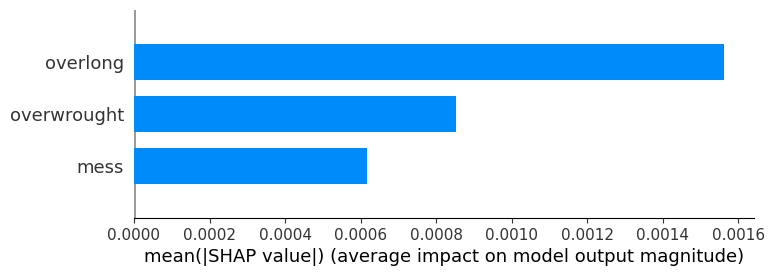 overlong
overwrought
mess
0.0000 0.0002 0.0004 0.0006 0.0008 0.0010 0.0012 0.0014 0.0016
mean(|SHAP value|) (average impact on model output magnitude)